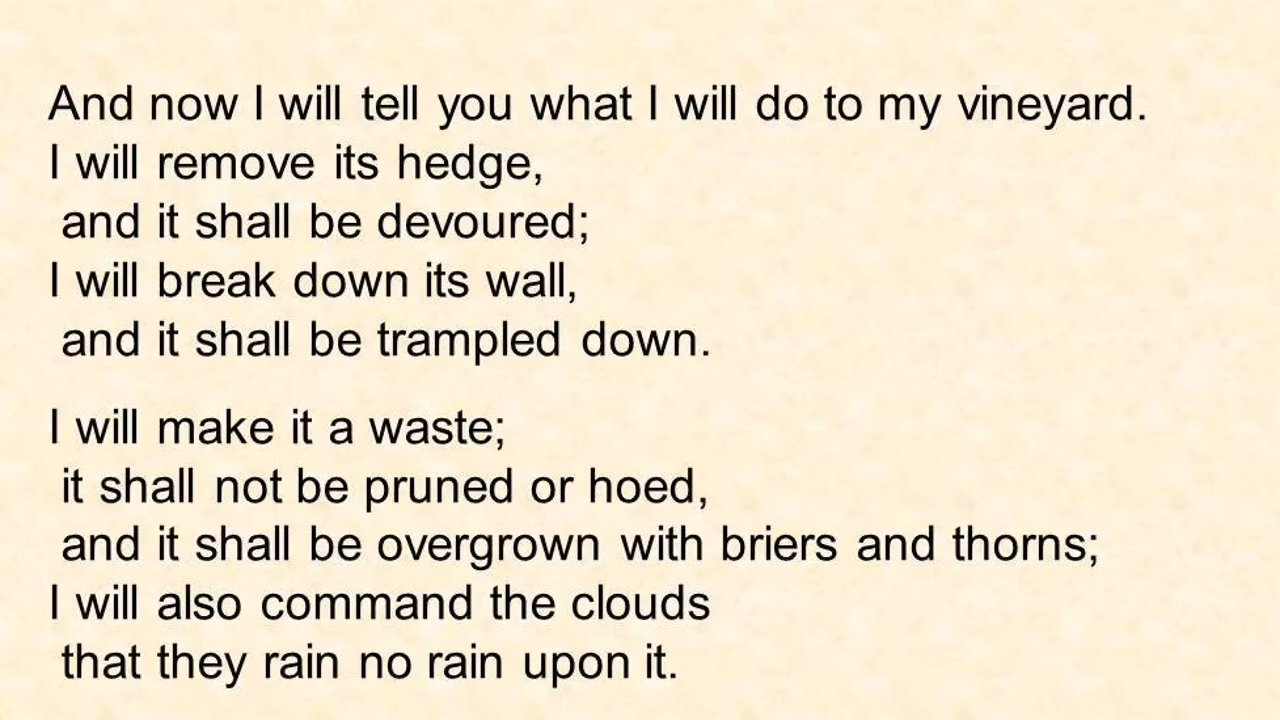 And now I will tell you what I will do to my vineyard.
I will remove its hedge,
and it shall be devoured;
I will break down its wall,
and it shall be trampled down.
I will make it a waste;
it shall not be pruned or hoed,
and it shall be overgrown with briers and thorns;
I will also command the clouds
that they rain no rain upon it.